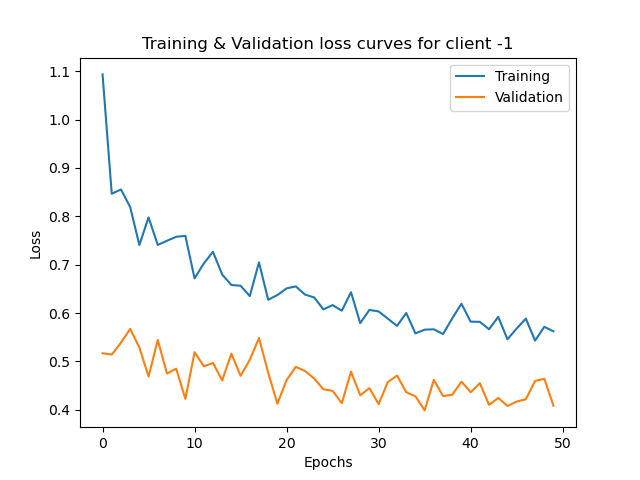 Training & Validation loss curves for client -1
Training
Validation
Loss
1.1
1.0
0.9
0.8
0.7
0.6
0.5
0.4
0 10 20 30 40 50
Epochs